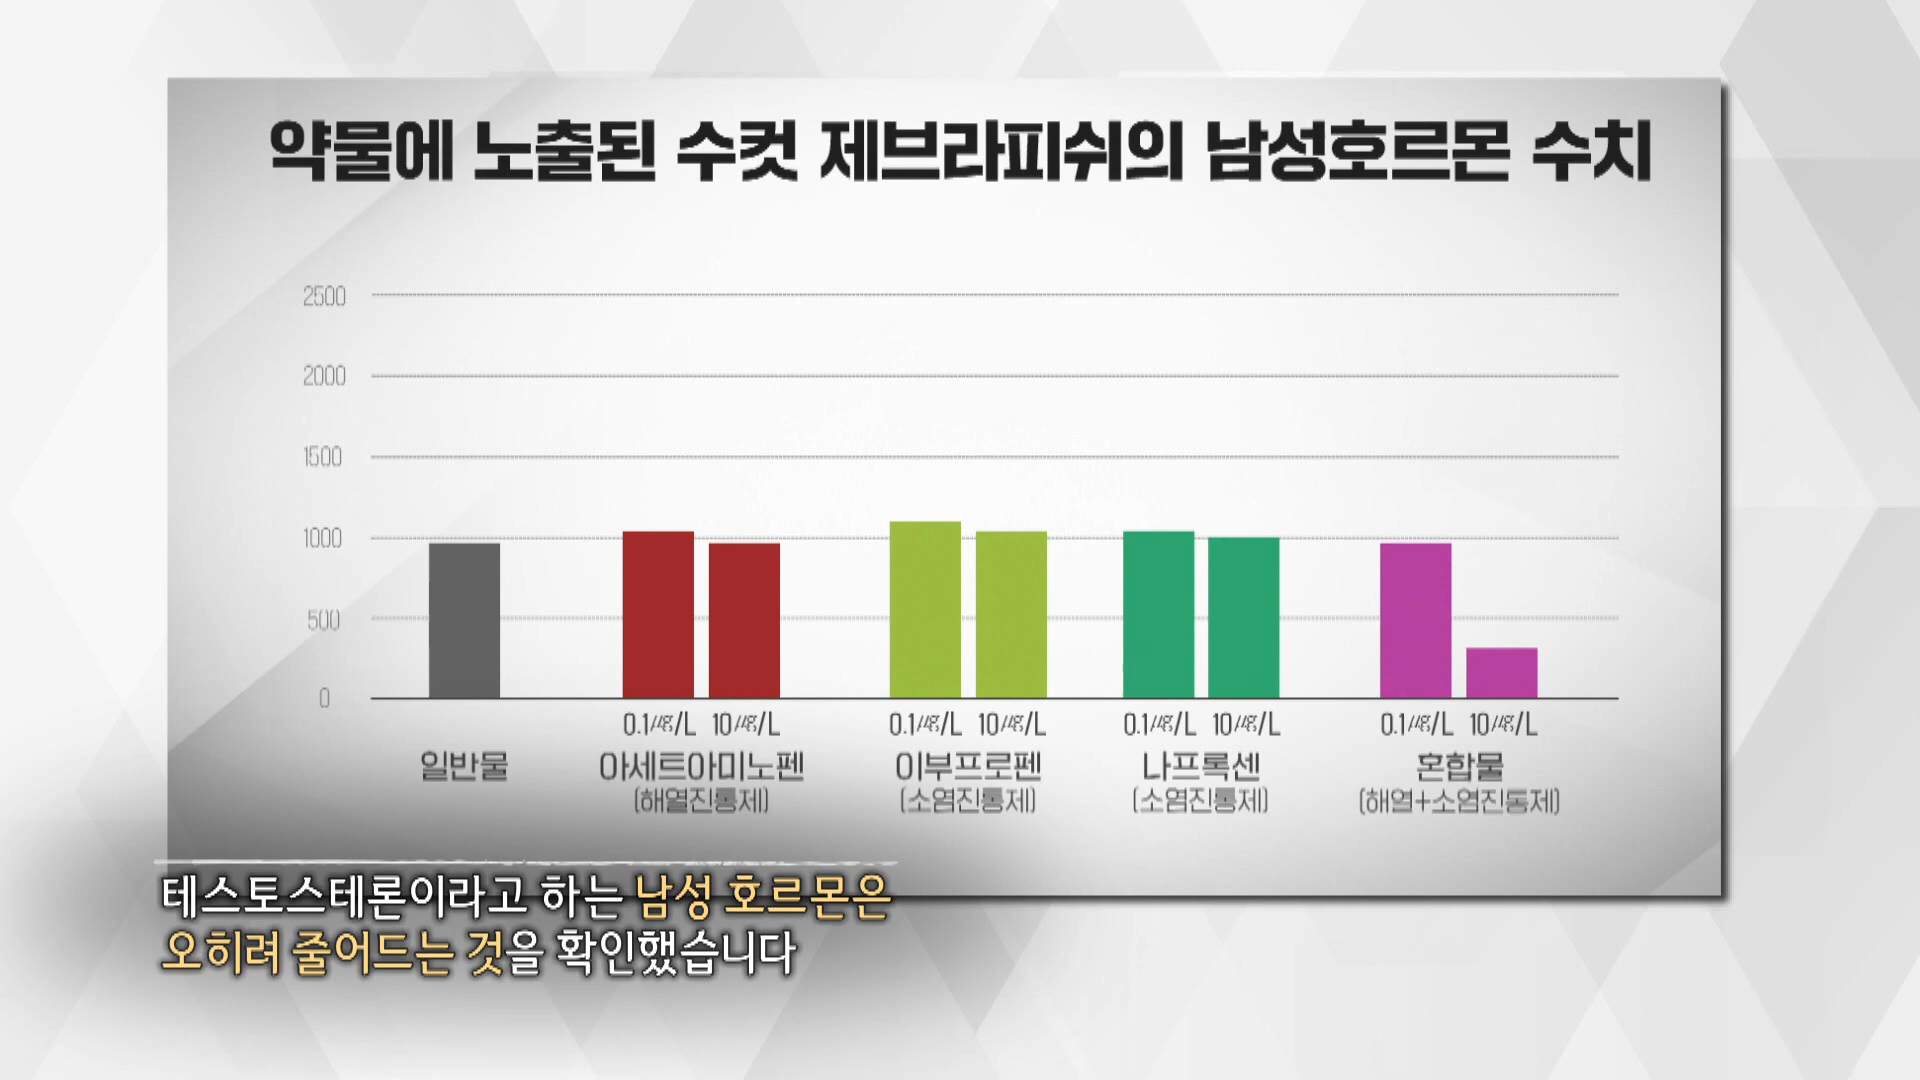 약물에 노출된 수컷 제브라피쉬의 남성호르몬 수치
2500
2000
1500
1000
500
0
0.1㎍/L 10㎍/L 0.1㎍/L 10㎍/L 0.1㎍/L 10㎍/L 0.1㎍/L 10㎍/L
일반물 아세트아미노펜 이부프로펜 나프록센 혼합물
(해열진통제) (소염진통제) (소염진통제) (해열+소염진통제)
테스토스테론이라고 하는 남성 호르몬은
오히려 줄어드는 것을 확인했습니다